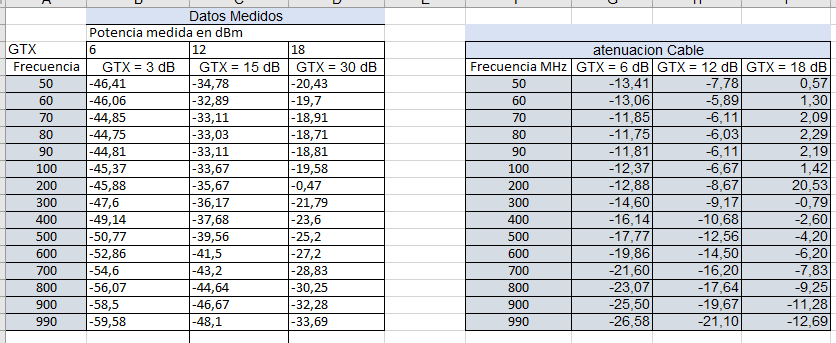 Datos Medidos
Potencia medida en dBm
GTX 6 12 18 atenuacion Cable
Frecuencia GTX = 3 dB GTX = 15 dB GTX = 30 dB Frecuencia MHz GTX = 6 dB GTX = 12 dB GTX = 18 dB
50 -46,41 -34,78 -20,43 50 -13,41 -7,78 0,57
60 -46,06 -32,89 -19,7 60 -13,06 -5,89 1,30
70 -44,85 -33,11 -18,91 70 -11,85 -6,11 2,09
80 -44,75 -33,03 -18,71 80 -11,75 -6,03 2,29
90 -44,81 -33,11 -18,81 90 -11,81 -6,11 2,19
100 -45,37 -33,67 -19,58 100 -12,37 -6,67 1,42
200 -45,88 -35,67 -0,47 200 -12,88 -8,67 20,53
300 -47,6 -36,17 -21,79 300 -14,60 -9,17 -0,79
400 -49,14 -37,68 -23,6 400 -16,14 -10,68 -2,60
500 -50,77 -39,56 -25,2 500 -17,77 -12,56 -4,20
600 -52,86 -41,5 -27,2 600 -19,86 -14,50 -6,20
700 -54,6 -43,2 -28,83 700 -21,60 -16,20 -7,83
800 -56,07 -44,64 -30,25 800 -23,07 -17,64 -9,25
900 -58,5 -46,67 -32,28 900 -25,50 -19,67 -11,28
990 -59,58 -48,1 -33,69 990 -26,58 -21,10 -12,69